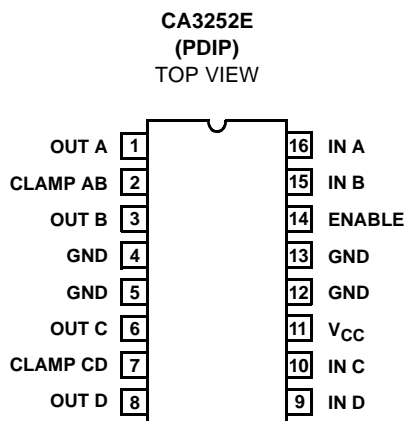 CA3252E
(PDIP)
TOP VIEW
OUT A 1 16 IN A
CLAMP AB 2 15 IN B
OUT B 3 14 ENABLE
GND 4 13 GND
GND 5 12 GND
OUT C 6 11 VCC
CLAMP CD 7 10 IN C
OUT D 8 9 IN D